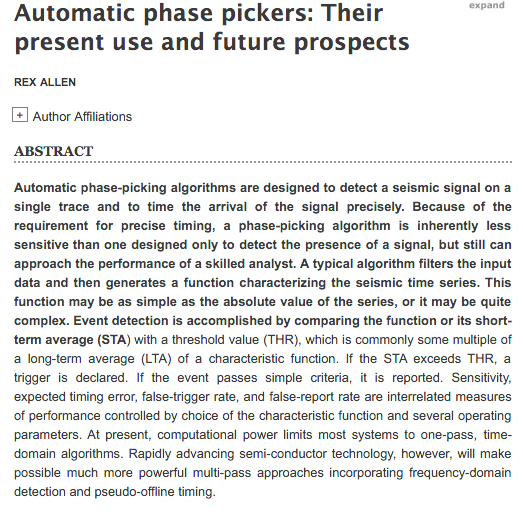 Automatic phase pickers: Their
expand
present use and future prospects
REX ALLEN
+ Author Affiliations
ABSTRACT
Automatic phase-picking algorithms are designed to detect a seismic signal on a
single trace and to time the arrival of the signal precisely. Because of the
requirement for precise timing, a phase-picking algorithm is inherently less
sensitive than one designed only to detect the presence of a signal, but still can
approach the performance of a skilled analyst. A typical algorithm filters the input
data and then generates a function characterizing the seismic time series. This
function may be as simple as the absolute value of the series, or it may be quite
complex. Event detection is accomplished by comparing the function or its short-
term average (STA) with a threshold value (THR), which is commonly some multiple of
a long-term average (LTA) of a characteristic function. If the STA exceeds THR, a
trigger is declared. If the event passes simple criteria, it is reported. Sensitivity,
expected timing error, false-trigger rate, and false-report rate are interrelated measures
of performance controlled by choice of the characteristic function and several operating
parameters. At present, computational power limits most systems to one-pass, time-
domain algorithms. Rapidly advancing semi-conductor technology, however, will make
possible much more powerful multi-pass approaches incorporating frequency-domain
detection and pseudo-offline timing.